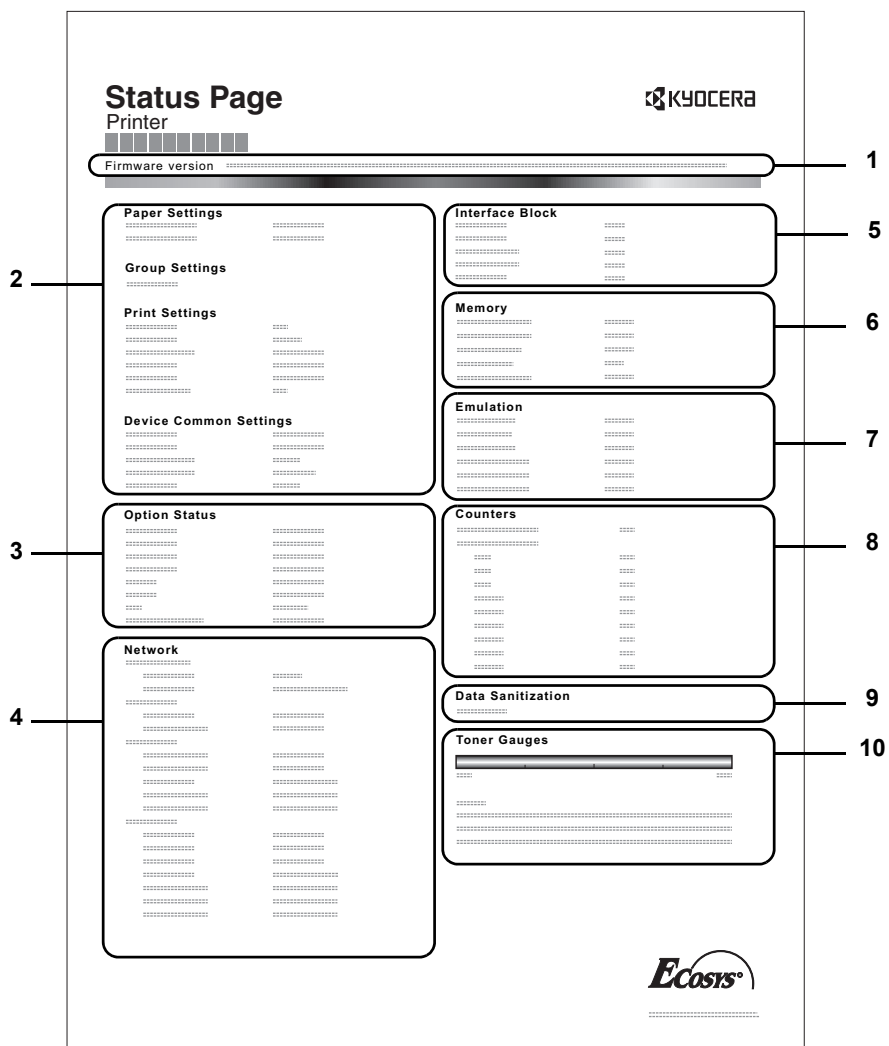 Status Page
KYOCERA
Printer
Firmware version
1
Paper Settings
Group Settings
Print Settings
Device Common Settings
2
Option Status
3
Network
4
Interface Block
5
Memory
6
Emulation
7
Counters
8
Data Sanitization
9
Toner Gauges
10
ECOSYS